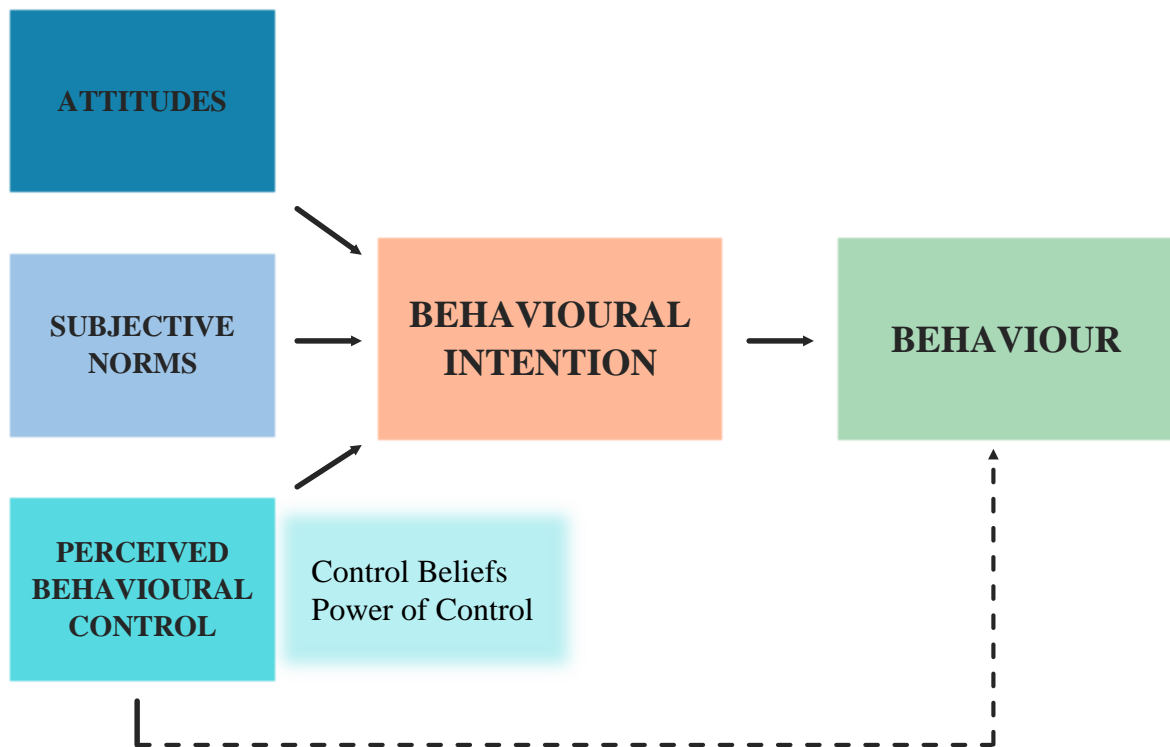 ATTITUDES
SUBJECTIVE
NORMS
BEHAVIOURAL
INTENTION
BEHAVIOUR
PERCEIVED
BEHAVIOURAL
CONTROL
Control Beliefs
Power of Control